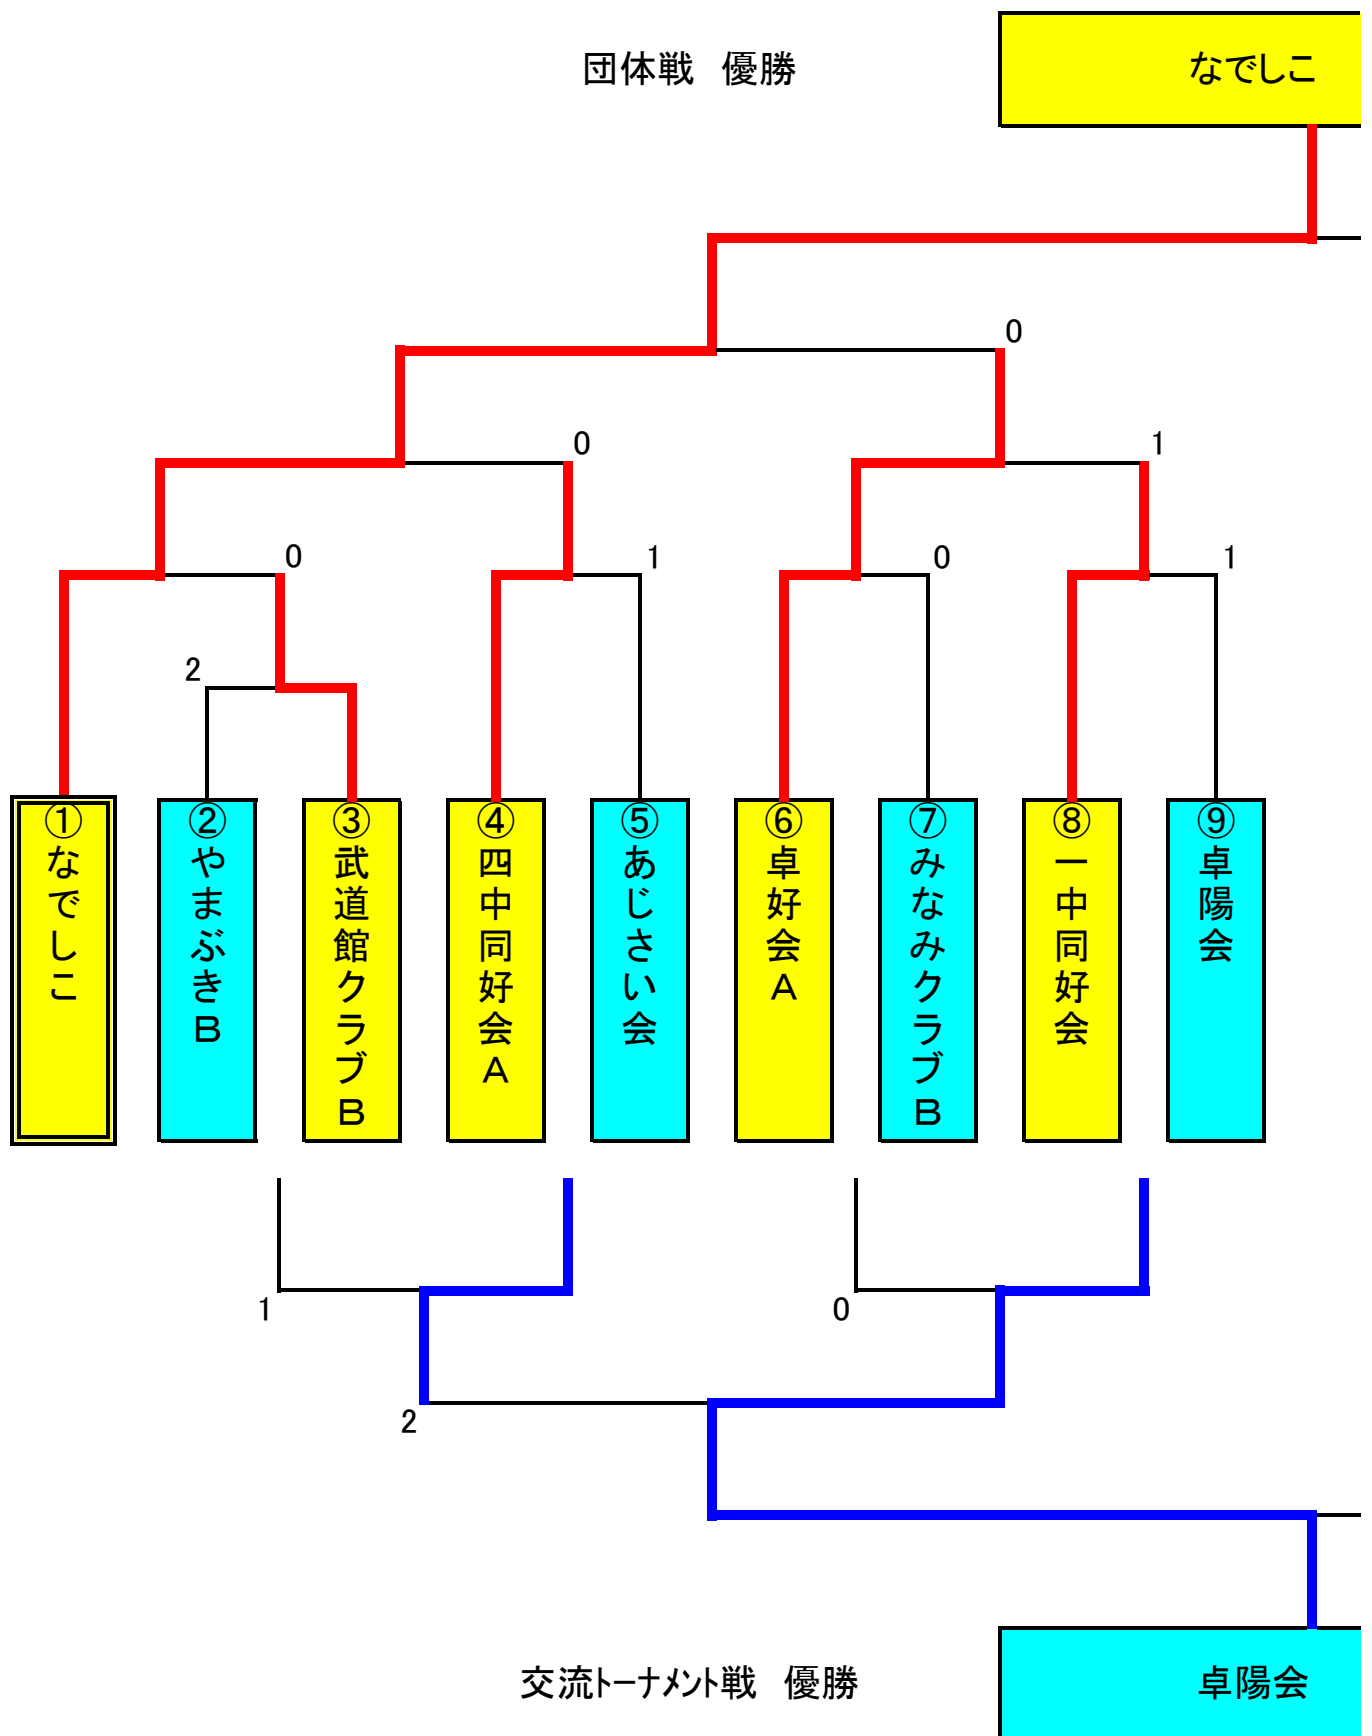 団体戦　優勝
なでしこ
0
0
1
0
1
0
1
2
①なでしこ
②やまぶきB
③武道館クラブB
④四中同好会A
⑤あじさい会
⑥卓好会A
⑦みなみクラブB
⑧一中同好会
⑨卓陽会
1
0
2
交流トーナメント戦　優勝
卓陽会